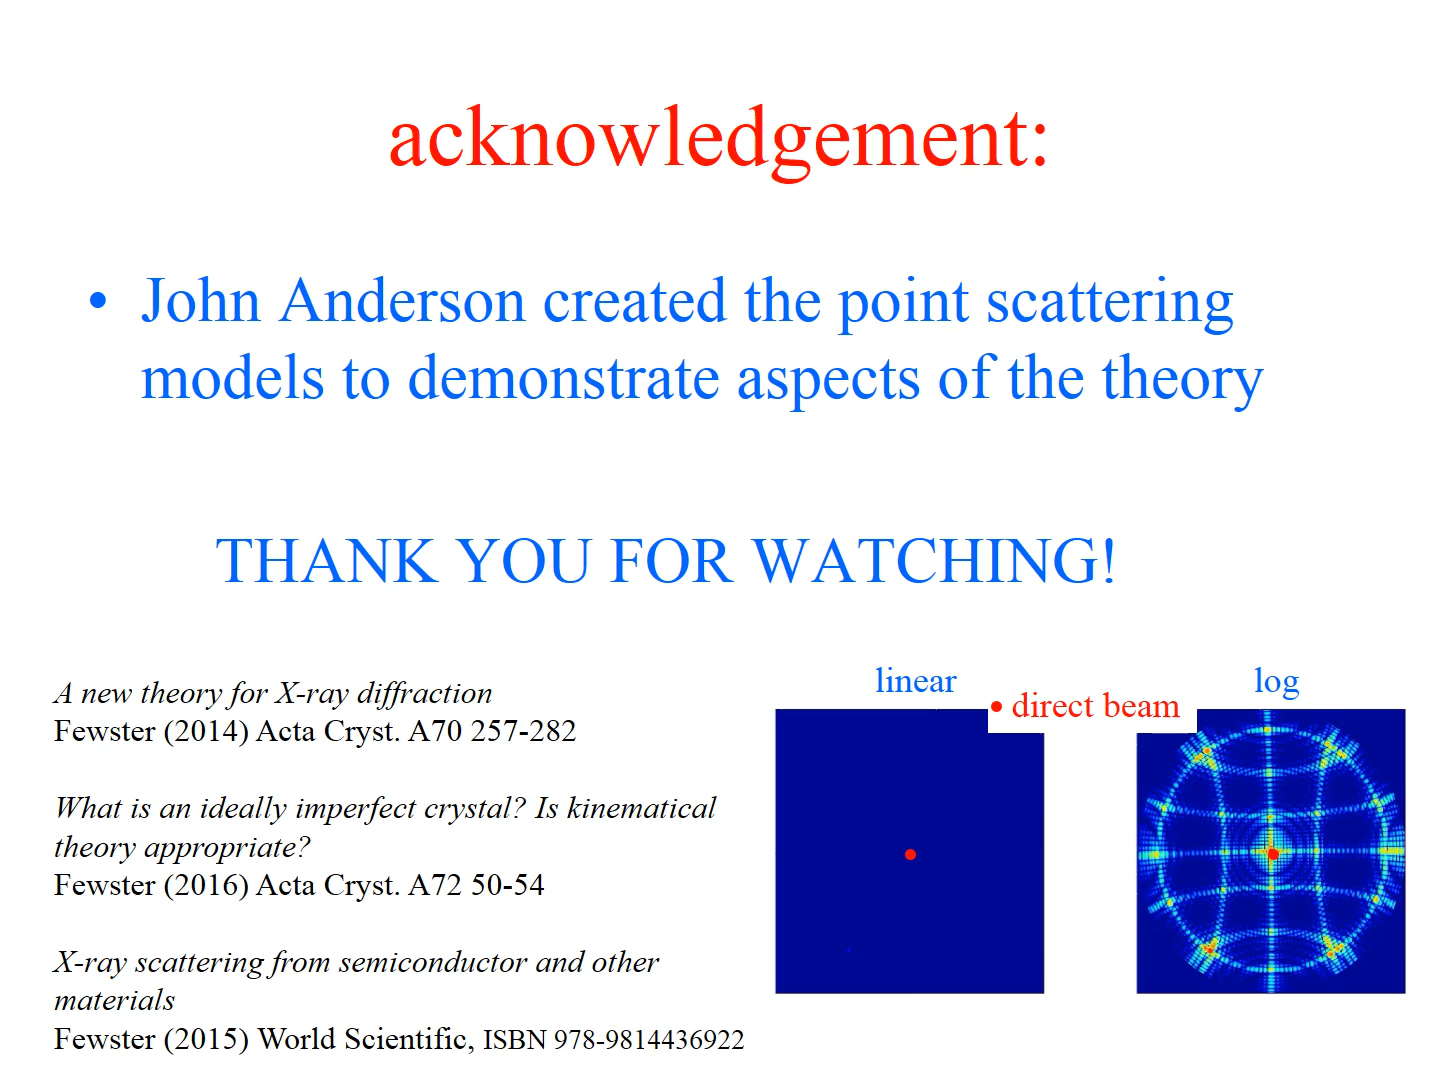 acknowledgement:
• John Anderson created the point scattering
models to demonstrate aspects of the theory
THANK YOU FOR WATCHING!
A new theory for X-ray diffraction
Fewster (2014) Acta Cryst. A70 257-282
What is an ideally imperfect crystal? Is kinematical
theory appropriate?
Fewster (2016) Acta Cryst. A72 50-54
X-ray scattering from semiconductor and other
materials
Fewster (2015) World Scientific, ISBN 978-9814436922
linear
• direct beam
log